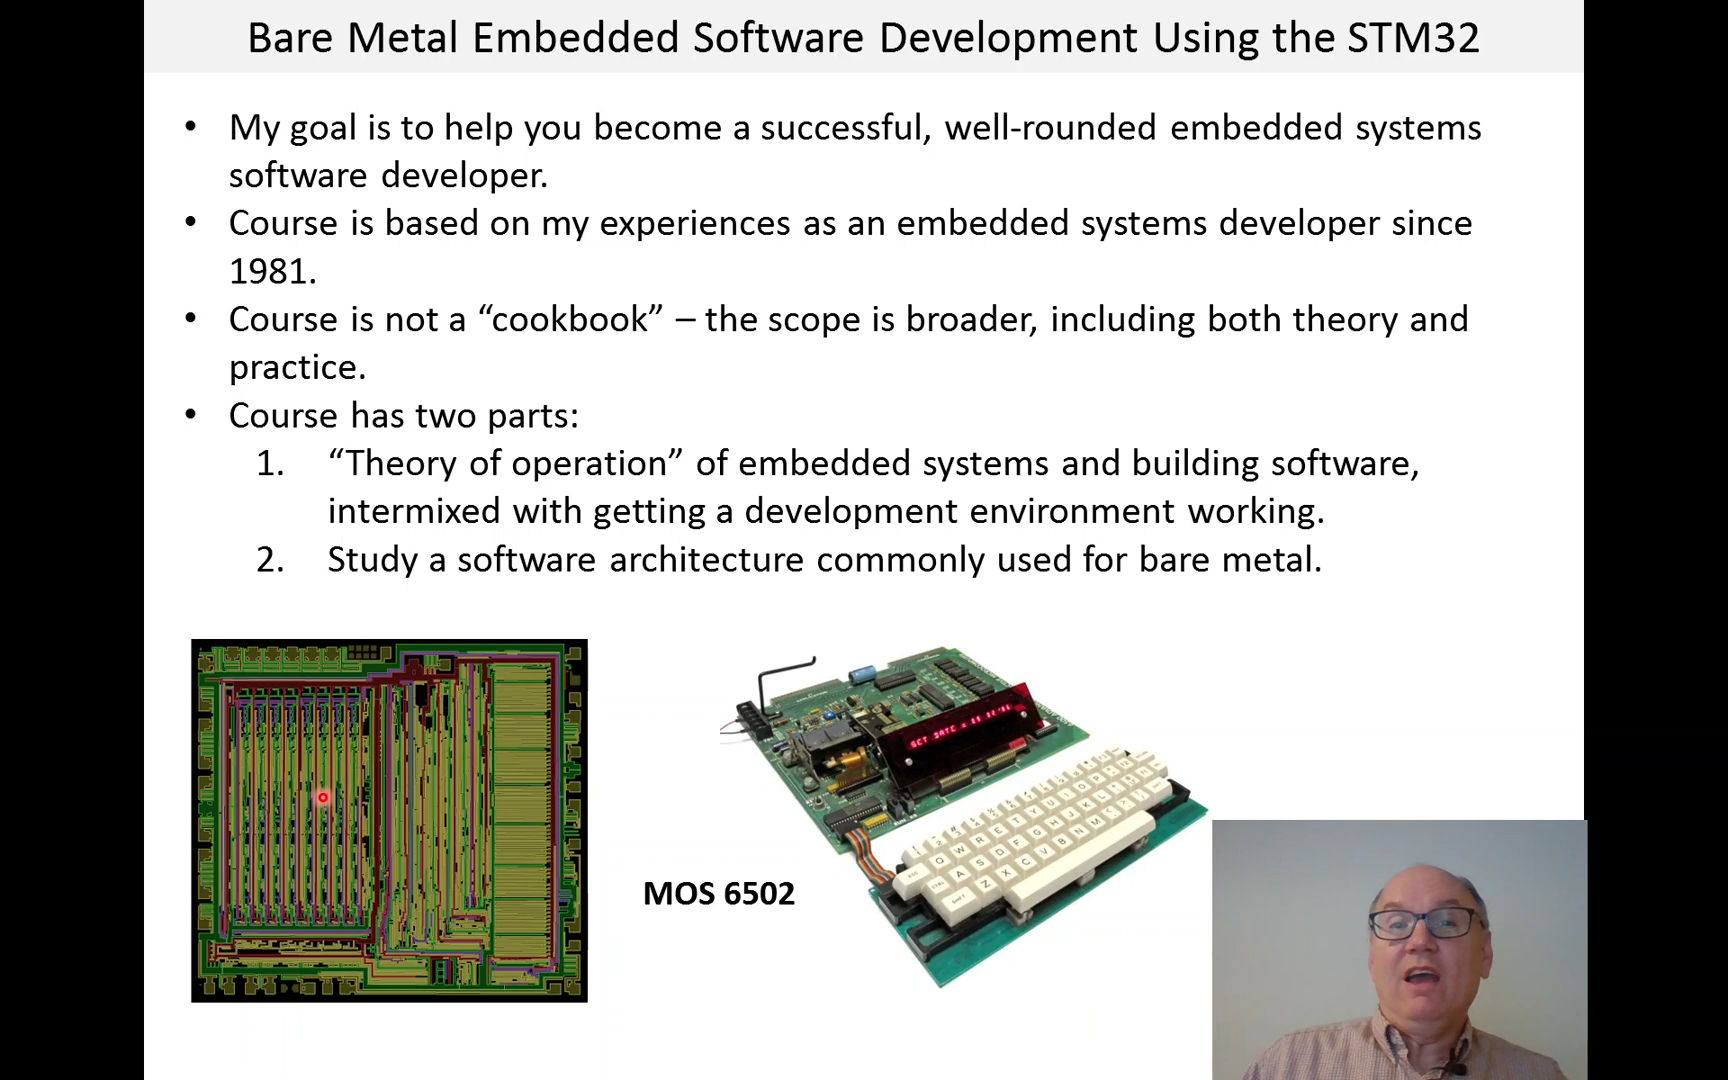 Bare Metal Embedded Software Development Using the STM32
• My goal is to help you become a successful, well-rounded embedded systems
software developer.
• Course is based on my experiences as an embedded systems developer since
1981.
• Course is not a “cookbook” – the scope is broader, including both theory and
practice.
• Course has two parts:
1. “Theory of operation” of embedded systems and building software,
intermixed with getting a development environment working.
2. Study a software architecture commonly used for bare metal.
MOS 6502